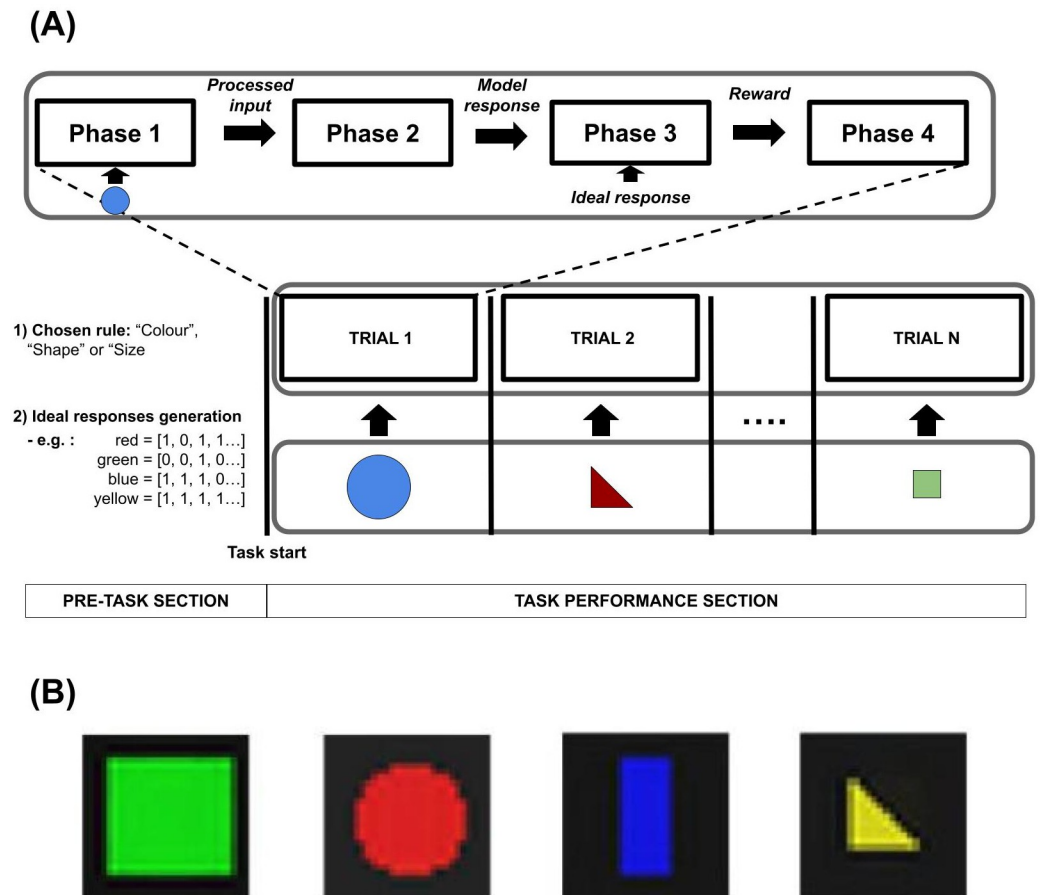 (A)
Processed
input
Model
response
Reward
Phase 1
Phase 2
Phase 3
Phase 4
Ideal response
1) Chosen rule: “Colour”,
“Shape” or “Size
TRIAL 1
TRIAL 2
TRIAL N
2) Ideal responses generation
- e.g. : red = [1, 0, 1, 1...]
green = [0, 0, 1, 0...]
blue = [1, 1, 1, 0...]
yellow = [1, 1, 1, 1...]
....
Task start
PRE-TASK SECTION
TASK PERFORMANCE SECTION
(B)